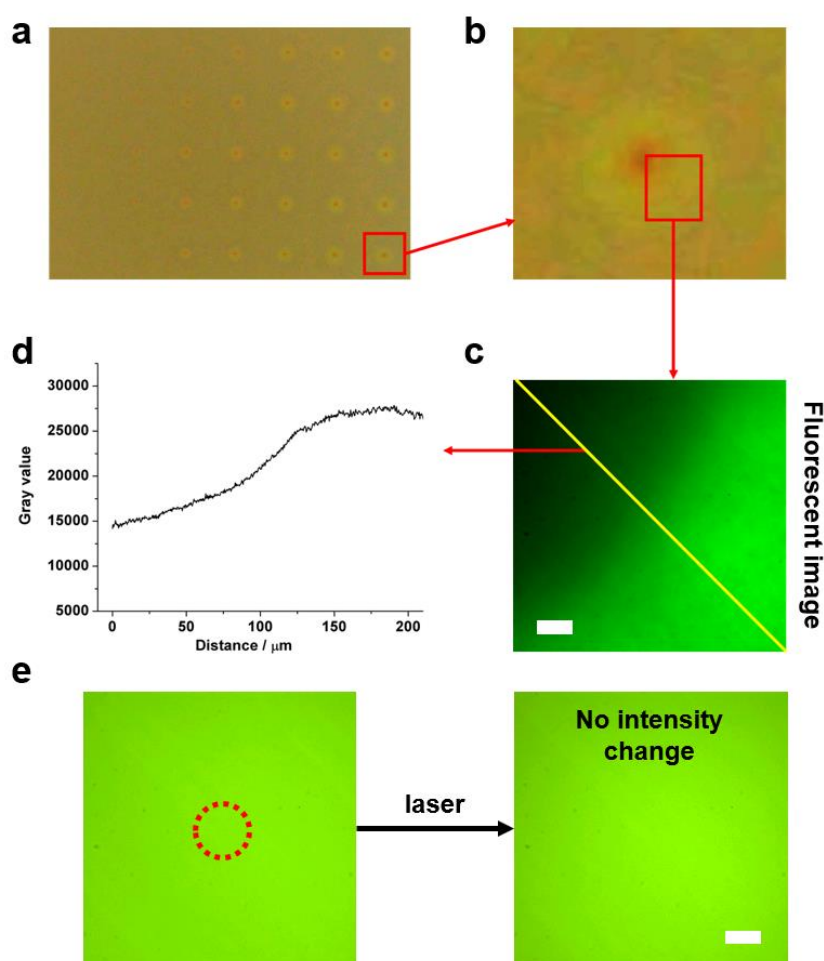 a
b
d
30000
25000
20000
15000
10000
5000
Gray value
0
50
100
150
200
Distance / μm
c
Fluorescent image
e
laser
No intensity
change